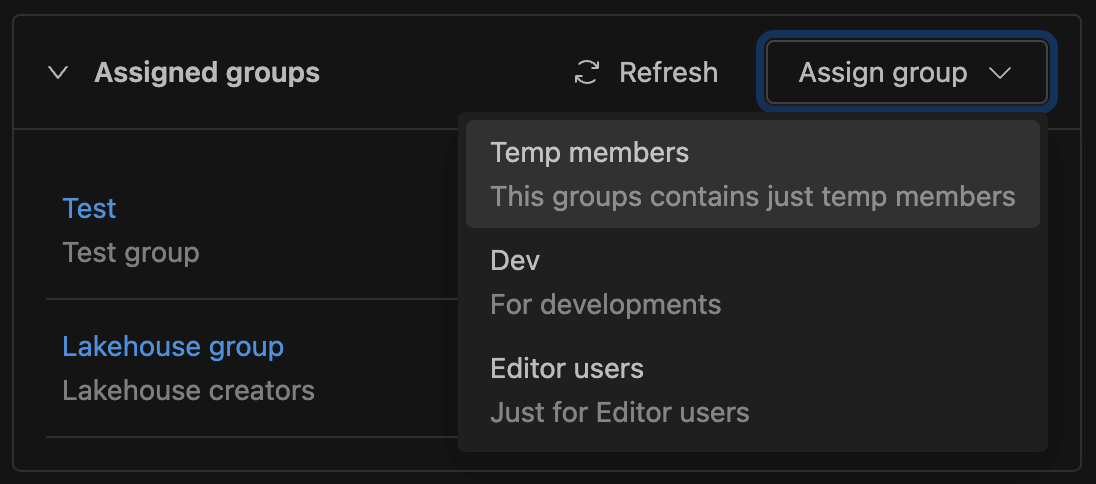 Assigned groups
Refresh
Assign group
Test
Test group
Lakehouse group
Lakehouse creators
Temp members
This groups contains just temp members
Dev
For developments
Editor users
Just for Editor users